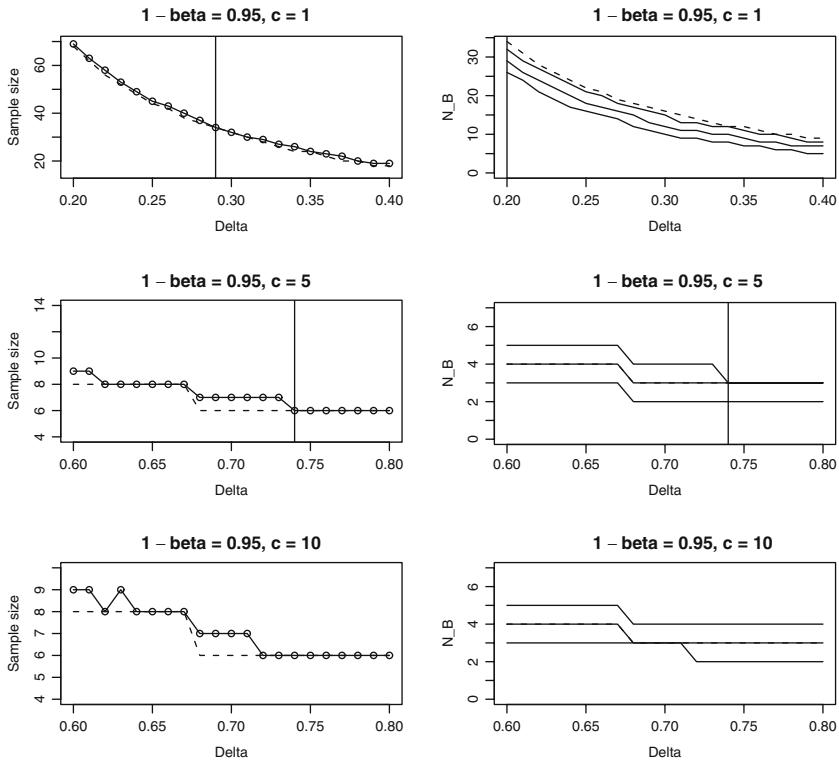 1 − beta = 0.95, c = 1
Sample size
20 40 60
0.20 0.25 0.30 0.35 0.40
Delta
1 − beta = 0.95, c = 1
N_B
0 10 20 30
0.20 0.25 0.30 0.35 0.40
Delta
1 − beta = 0.95, c = 5
Sample size
4 6 8 10 14
0.60 0.65 0.70 0.75 0.80
Delta
1 − beta = 0.95, c = 5
N_B
0 2 4 6
0.60 0.65 0.70 0.75 0.80
Delta
1 − beta = 0.95, c = 10
Sample size
4 5 6 7 8 9
0.60 0.65 0.70 0.75 0.80
Delta
1 − beta = 0.95, c = 10
N_B
0 2 4 6
0.60 0.65 0.70 0.75 0.80
Delta